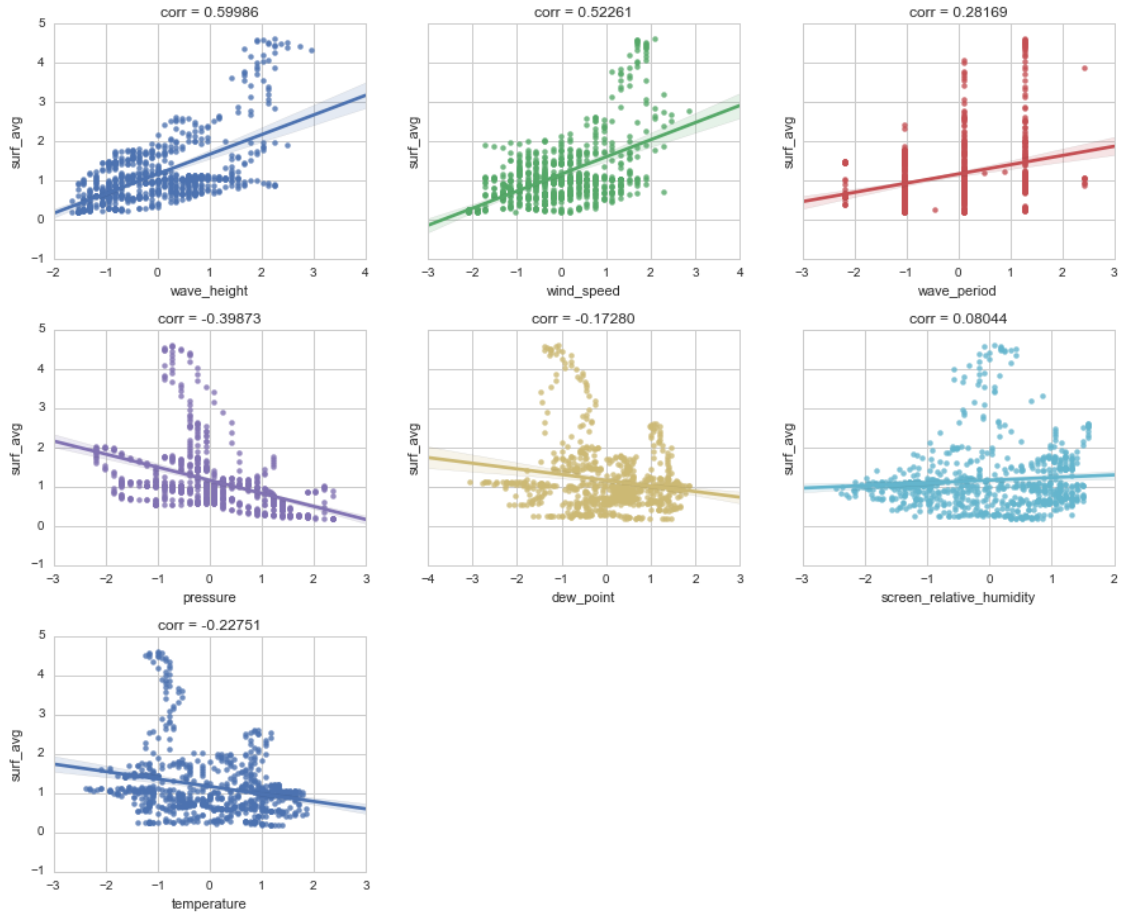 corr = 0.59986
5
4
3
2
1
0
−1
surf_avg
−2 −1 0 1 2 3 4
wave_height
corr = 0.52261
surf_avg
−3 −2 −1 0 1 2 3 4
wind_speed
corr = 0.28169
surf_avg
−3 −2 −1 0 1 2 3
wave_period
corr = -0.39873
5
4
3
2
1
0
−1
surf_avg
−3 −2 −1 0 1 2 3
pressure
corr = -0.17280
surf_avg
−4 −3 −2 −1 0 1 2 3
dew_point
corr = 0.08044
surf_avg
−3 −2 −1 0 1 2
screen_relative_humidity
corr = -0.22751
5
4
3
2
1
0
−1
surf_avg
−3 −2 −1 0 1 2 3
temperature